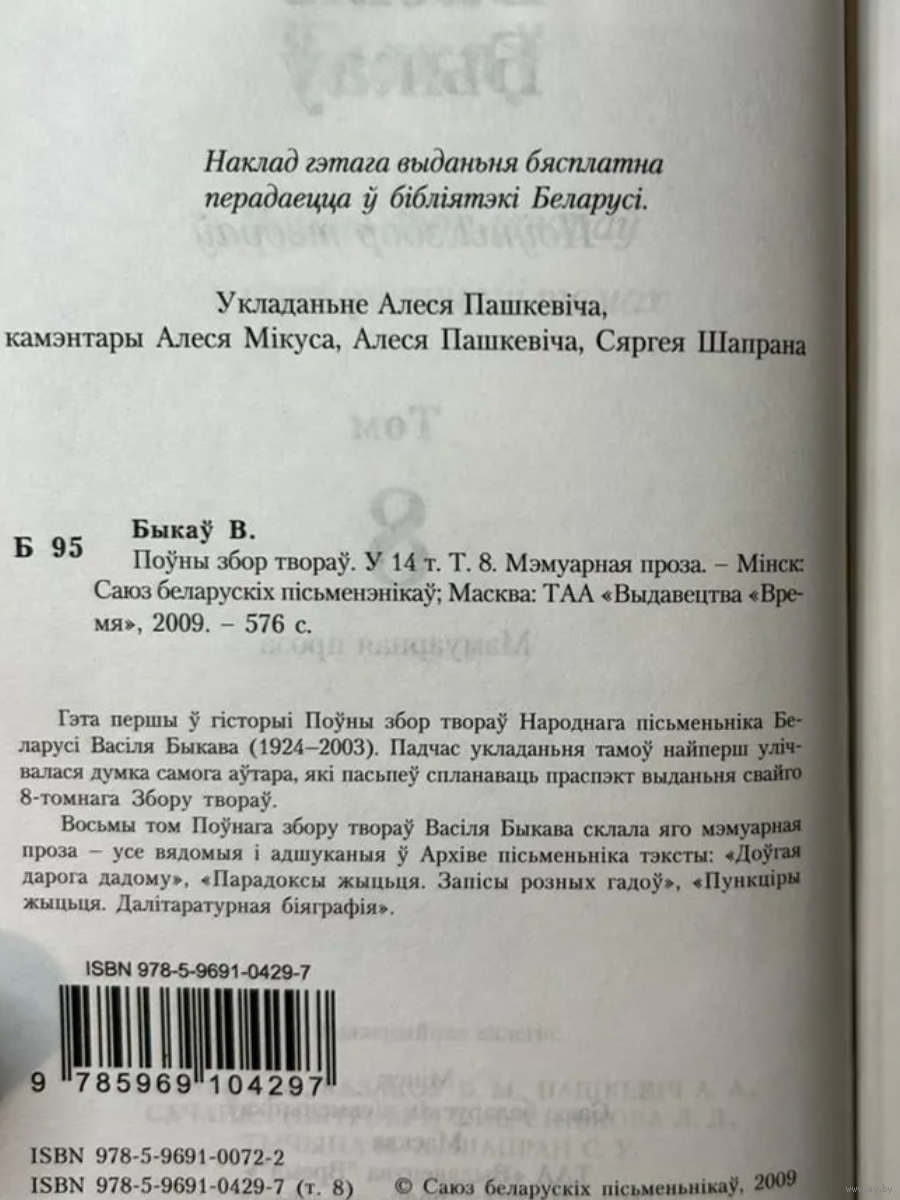 Наклад гэтага выданьня бясплатна
перадаецца ў бібліятэкі Беларусі.
Укладаньне Алеся Пашкевіча,
камэнтары Алеся Мікуса, Алеся Пашкевіча, Сяргея Шапрана
Быкаў В.
Б 95
Поўны збор твораў. У 14 т. Т. 8. Мэмуарная проза. – Мінск:
Саюз беларускіх пісьменэнікаў; Масква: ТАА «Выдавецтва «Вре-
мя», 2009. – 576 с.
Гэта першы ў гісторыі Поўны збор твораў Народнага пісьменьніка Бе-
ларусі Васіля Быкава (1924–2003). Падчас укладаньня тамоў найперш уліч-
валася думка самога аўтара, які пасьпеў спланаваць праспэкт выданьня свайго
8-томнага Збору твораў.
Восьмы том Поўнага збору твораў Васіля Быкава склала яго мэмуарная
проза – усе вядомыя і адшуканыя ў Архіве пісьменьніка тэксты: «Доўгая
дарога дадому», «Парадоксы жыцьця. Запісы розных гадоў», «Пункціры
жыцьця. Далітаратурная біяграфія».
ISBN 978-5-9691-0429-7
9 785969 104297
ISBN 978-5-9691-0072-2
ISBN 978-5-9691-0429-7 (т. 8) © Саюз беларускіх пісьменьнікаў, 2009